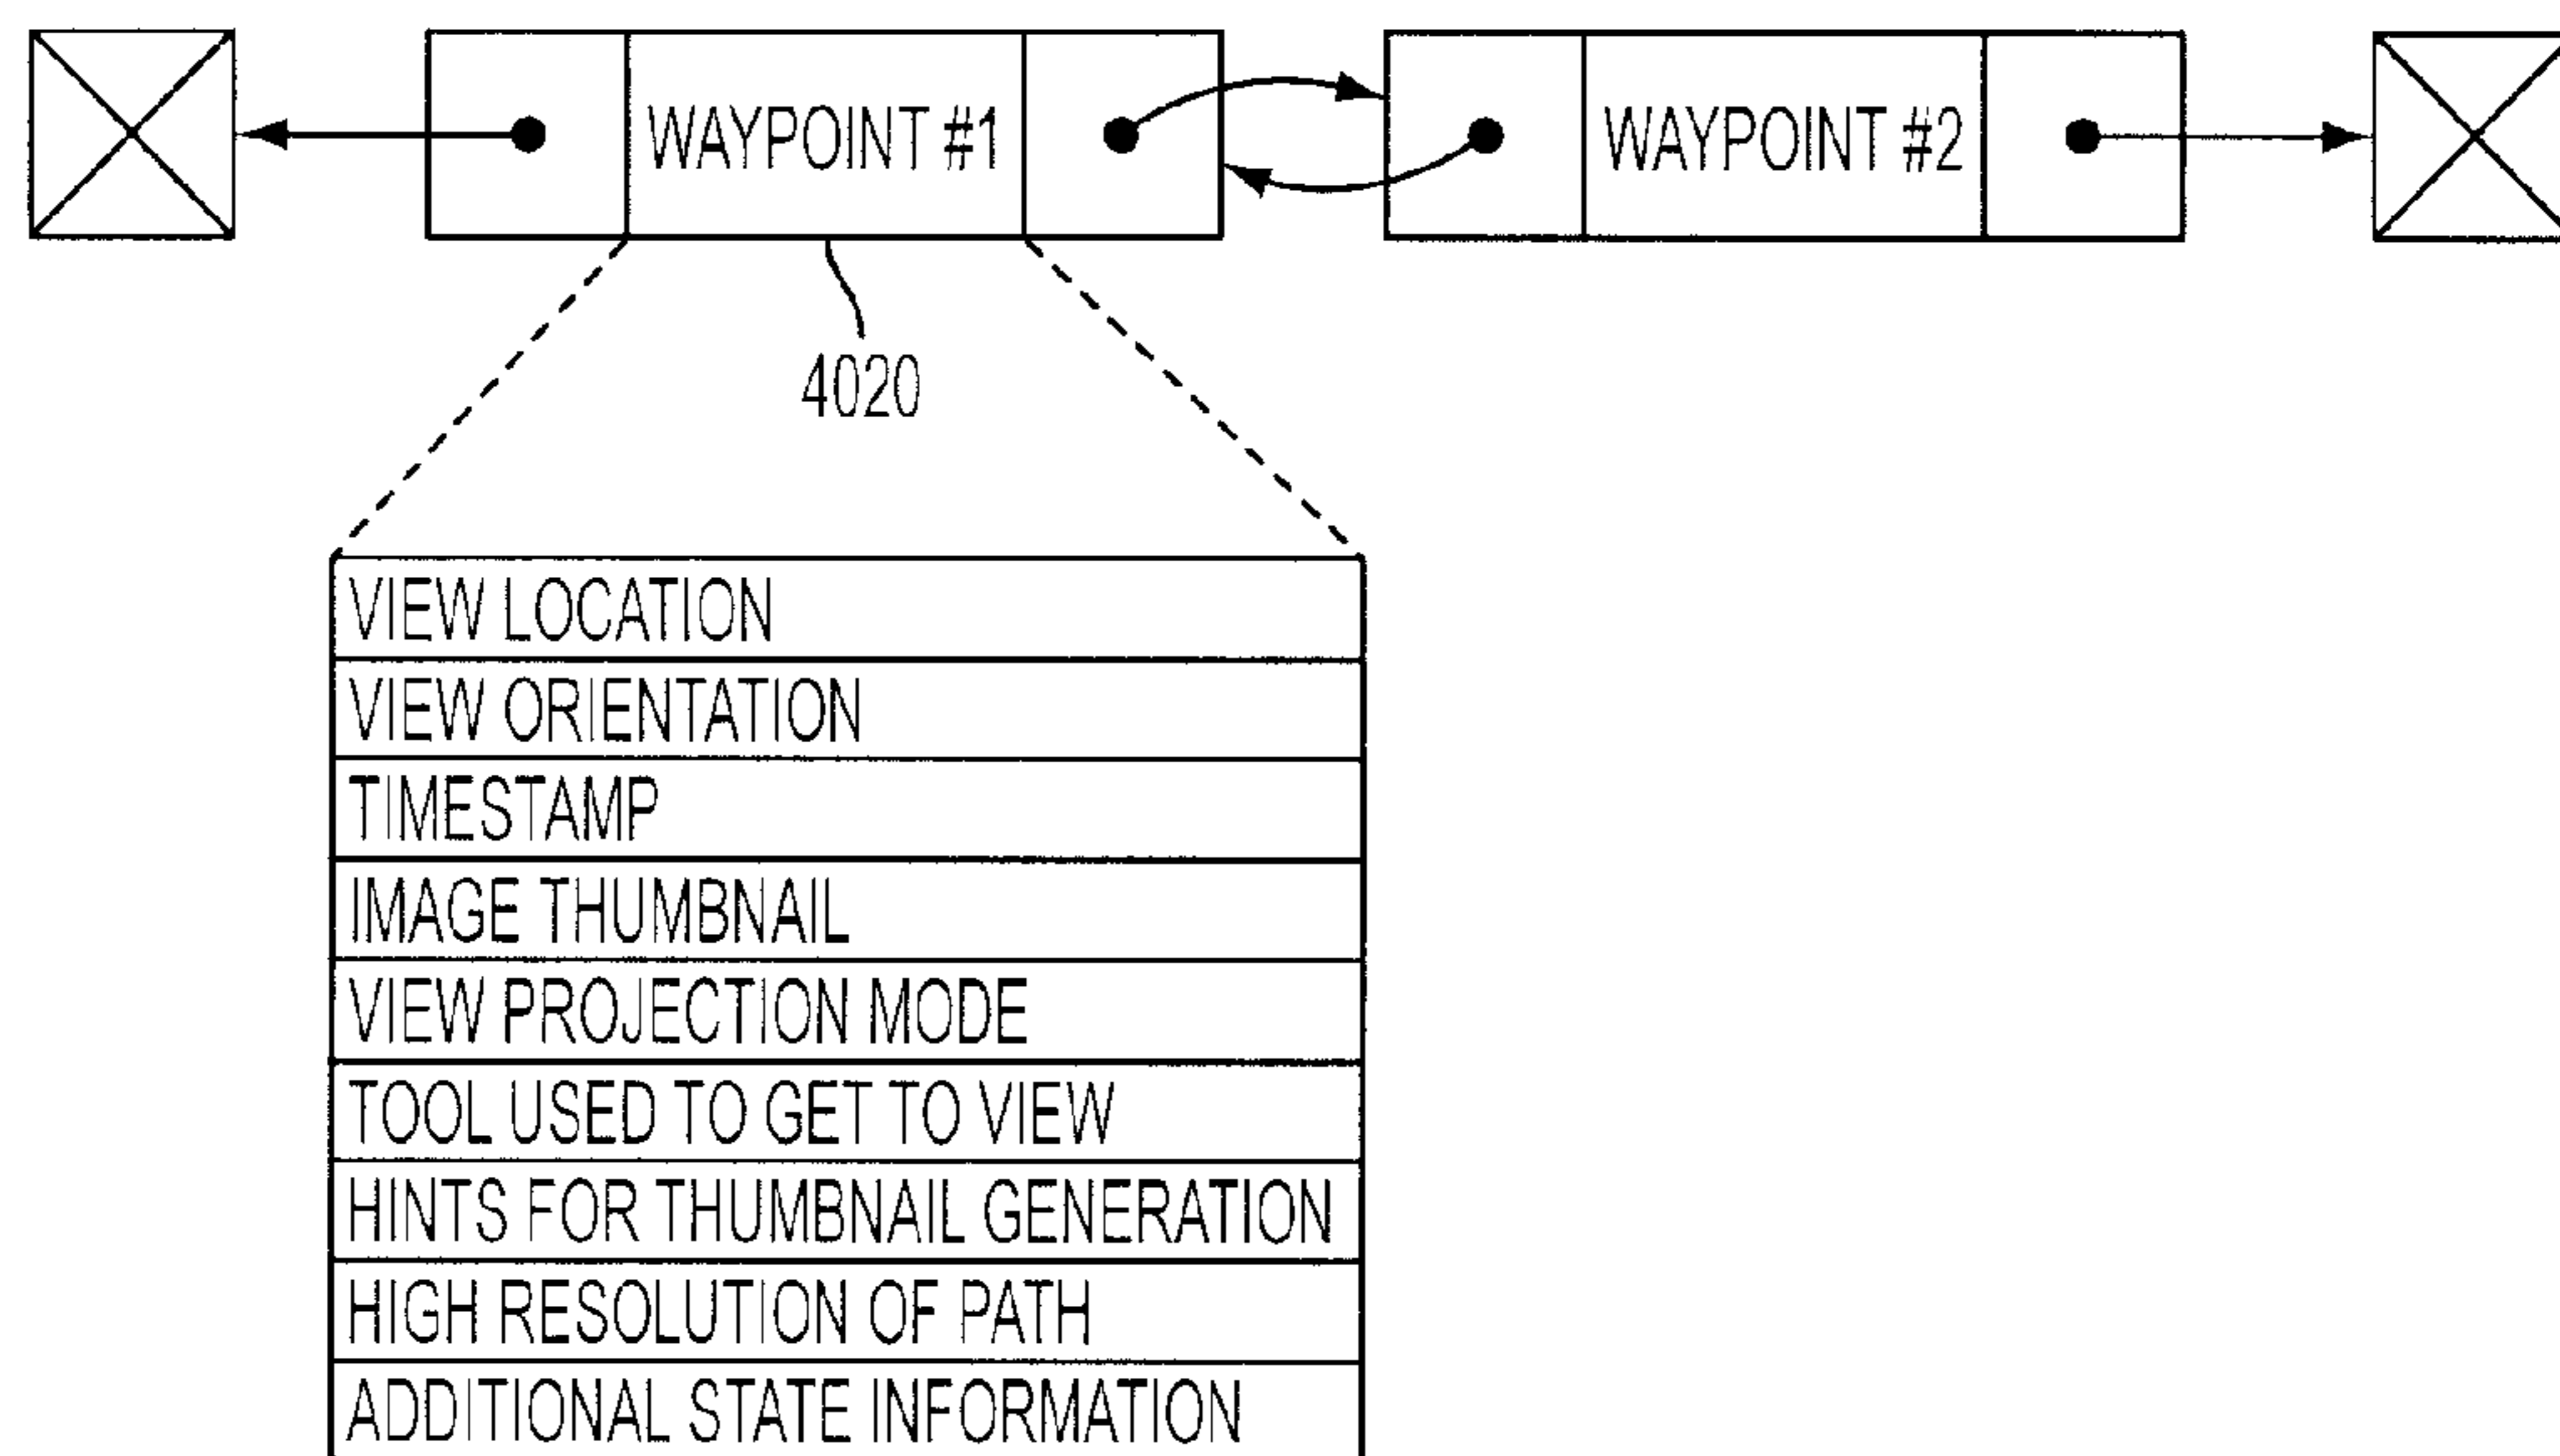 WAYPOINT #1 WAYPOINT #2
4020
VIEW LOCATION
VIEW ORIENTATION
TIMESTAMP
IMAGE THUMBNAIL
VIEW PROJECTION MODE
TOOL USED TO GET TO VIEW
HINTS FOR THUMBNAIL GENERATION
HIGH RESOLUTION OF PATH
ADDITIONAL STATE INFORMATION